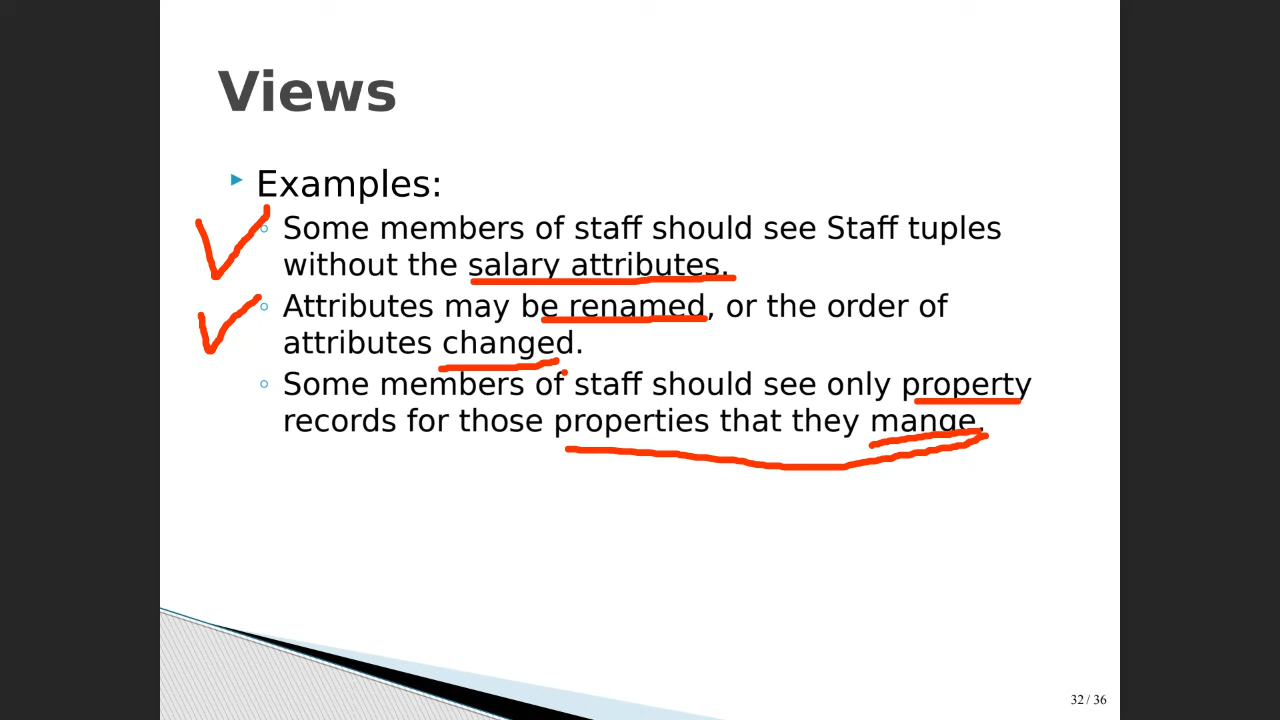 Views
Examples:
Some members of staff should see Staff tuples
without the salary attributes.
Attributes may be renamed, or the order of
attributes changed.
Some members of staff should see only property
records for those properties that they mange.
32 / 36